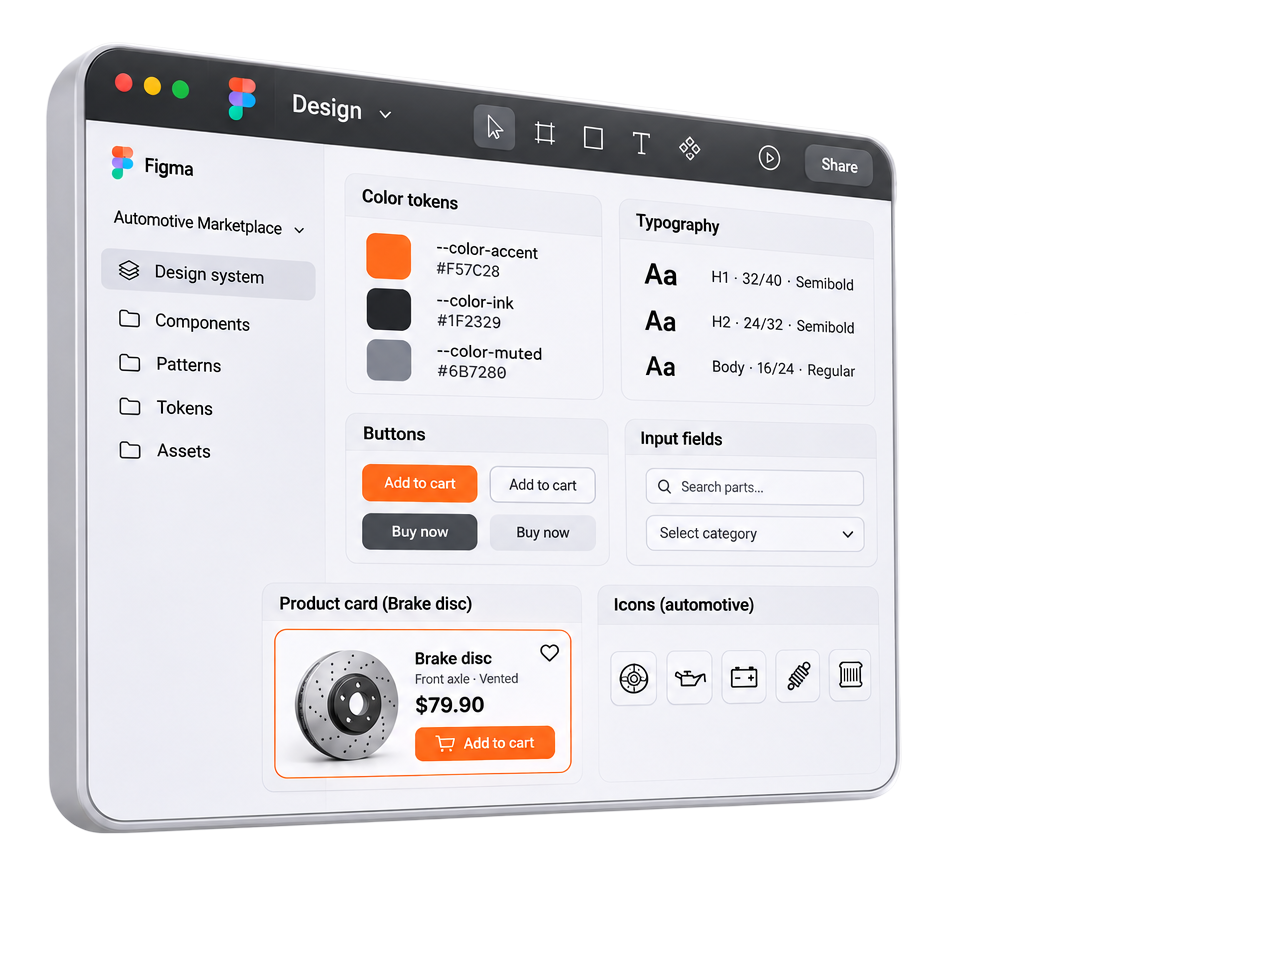 Design
Share
Figma
Automotive Marketplace
Design system
Components
Patterns
Tokens
Assets
Color tokens
--color-accent
#F57C28
--color-ink
#1F2329
--color-muted
#6B7280
Typography
Aa H1 · 32/40 · Semibold
Aa H2 · 24/32 · Semibold
Aa Body · 16/24 · Regular
Buttons
Add to cart Add to cart
Buy now Buy now
Input fields
Search parts...
Select category
Product card (Brake disc)
Brake disc
Front axle · Vented
$79.90
Add to cart
Icons (automotive)